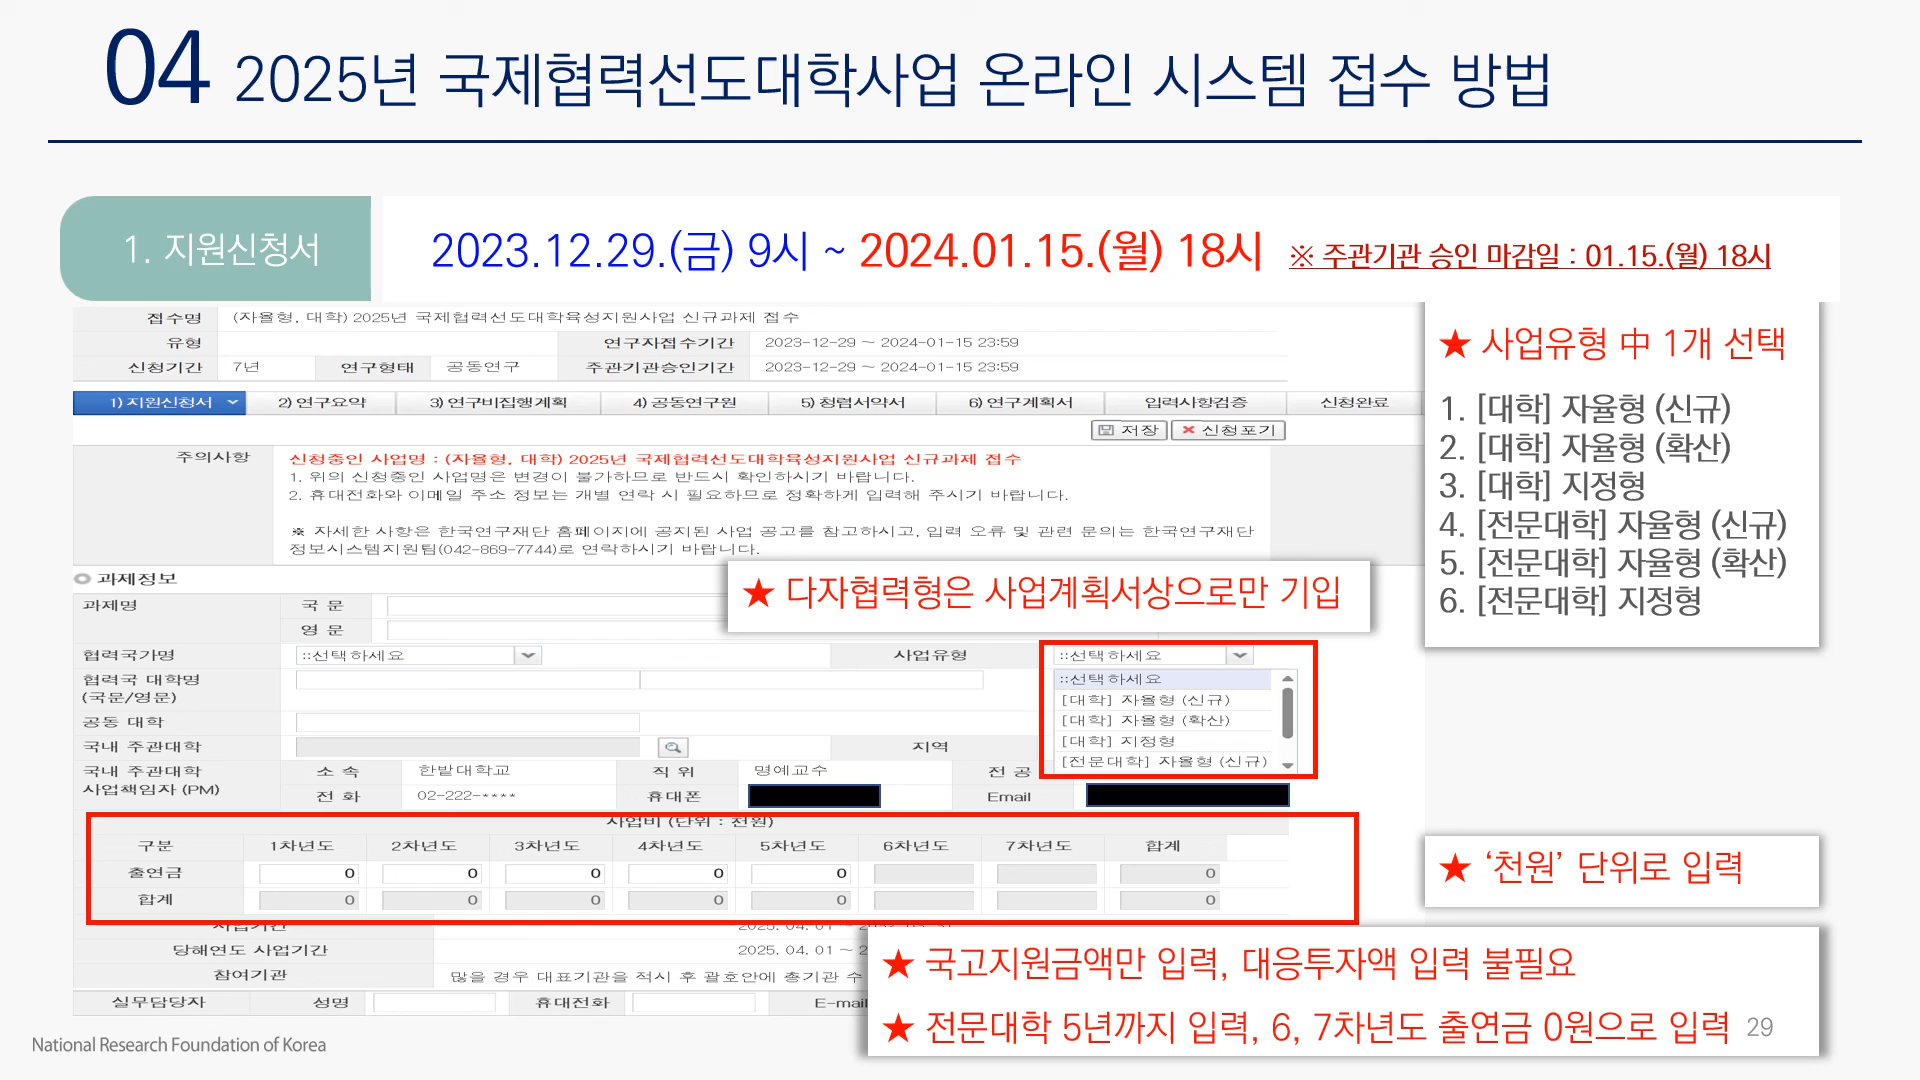 04 2025년 국제협력선도대학사업 온라인 시스템 접수 방법
1. 지원신청서
2023.12.29.(금) 9시 ~ 2024.01.15.(월) 18시 ※ 주관기관 승인 마감일 : 01.15.(월) 18시
접수명 (자율형, 대학) 2025년 국제협력선도대학육성지원사업 신규과제 접수
유형 연구자접수기간 2023-12-29 ~ 2024-01-15 23:59
신청기간 7년 연구형태 공동연구 주관기관승인기간 2023-12-29 ~ 2024-01-15 23:59
1) 지원신청서 2) 연구요약 3) 연구비집행계획 4) 공동연구원 5) 청렴서약서 6) 연구계획서 입력사항검증 신청완료
저장 신청포기
주의사항 신청중인 사업명 : (자율형, 대학) 2025년 국제협력선도대학육성지원사업 신규과제 접수
1. 위의 신청중인 사업명은 변경이 불가하므로 반드시 확인하시기 바랍니다.
2. 휴대전화와 이메일 주소 정보는 개별 연락 시 필요하므로 정확하게 입력해 주시기 바랍니다.
※ 자세한 사항은 한국연구재단 홈페이지에 공지된 사업 공고를 참고하시고, 입력 오류 및 관련 문의는 한국연구재단
정보시스템지원팀(042-869-7744)로 연락하시기 바랍니다.
★ 사업유형 中 1개 선택
1. [대학] 자율형 (신규)
2. [대학] 자율형 (확산)
3. [대학] 지정형
4. [전문대학] 자율형 (신규)
5. [전문대학] 자율형 (확산)
6. [전문대학] 지정형
과제정보
★ 다자협력형은 사업계획서상으로만 기입
과제명 국 문
영 문
협력국가명 ::선택하세요 사업유형 ::선택하세요
::선택하세요
[대학] 자율형 (신규)
[대학] 자율형 (확산)
[대학] 지정형
[전문대학] 자율형 (신규)
협력국 대학명
(국문/영문)
공동 대학
국내 주관대학 지역
국내 주관대학
사업책임자 (PM)
소 속 한밭대학교 직 위 명예교수 전 공
전 화 02-222-**** 휴대폰 Email
사업비 (단위 : 천원)
구분 1차년도 2차년도 3차년도 4차년도 5차년도 6차년도 7차년도 합계
출연금 0 0 0 0 0 0
합계 0 0 0 0 0 0
★ ‘천원’ 단위로 입력
사업기간 2025. 04. 01 ~
당해연도 사업기간 2025. 04. 01 ~ 2
참여기관 많을 경우 대표기관을 적시 후 괄호안에 총기관 수
실무담당자 성명 휴대전화 E-mail
★ 국고지원금액만 입력, 대응투자액 입력 불필요
★ 전문대학 5년까지 입력, 6, 7차년도 출연금 0원으로 입력
National Research Foundation of Korea
29